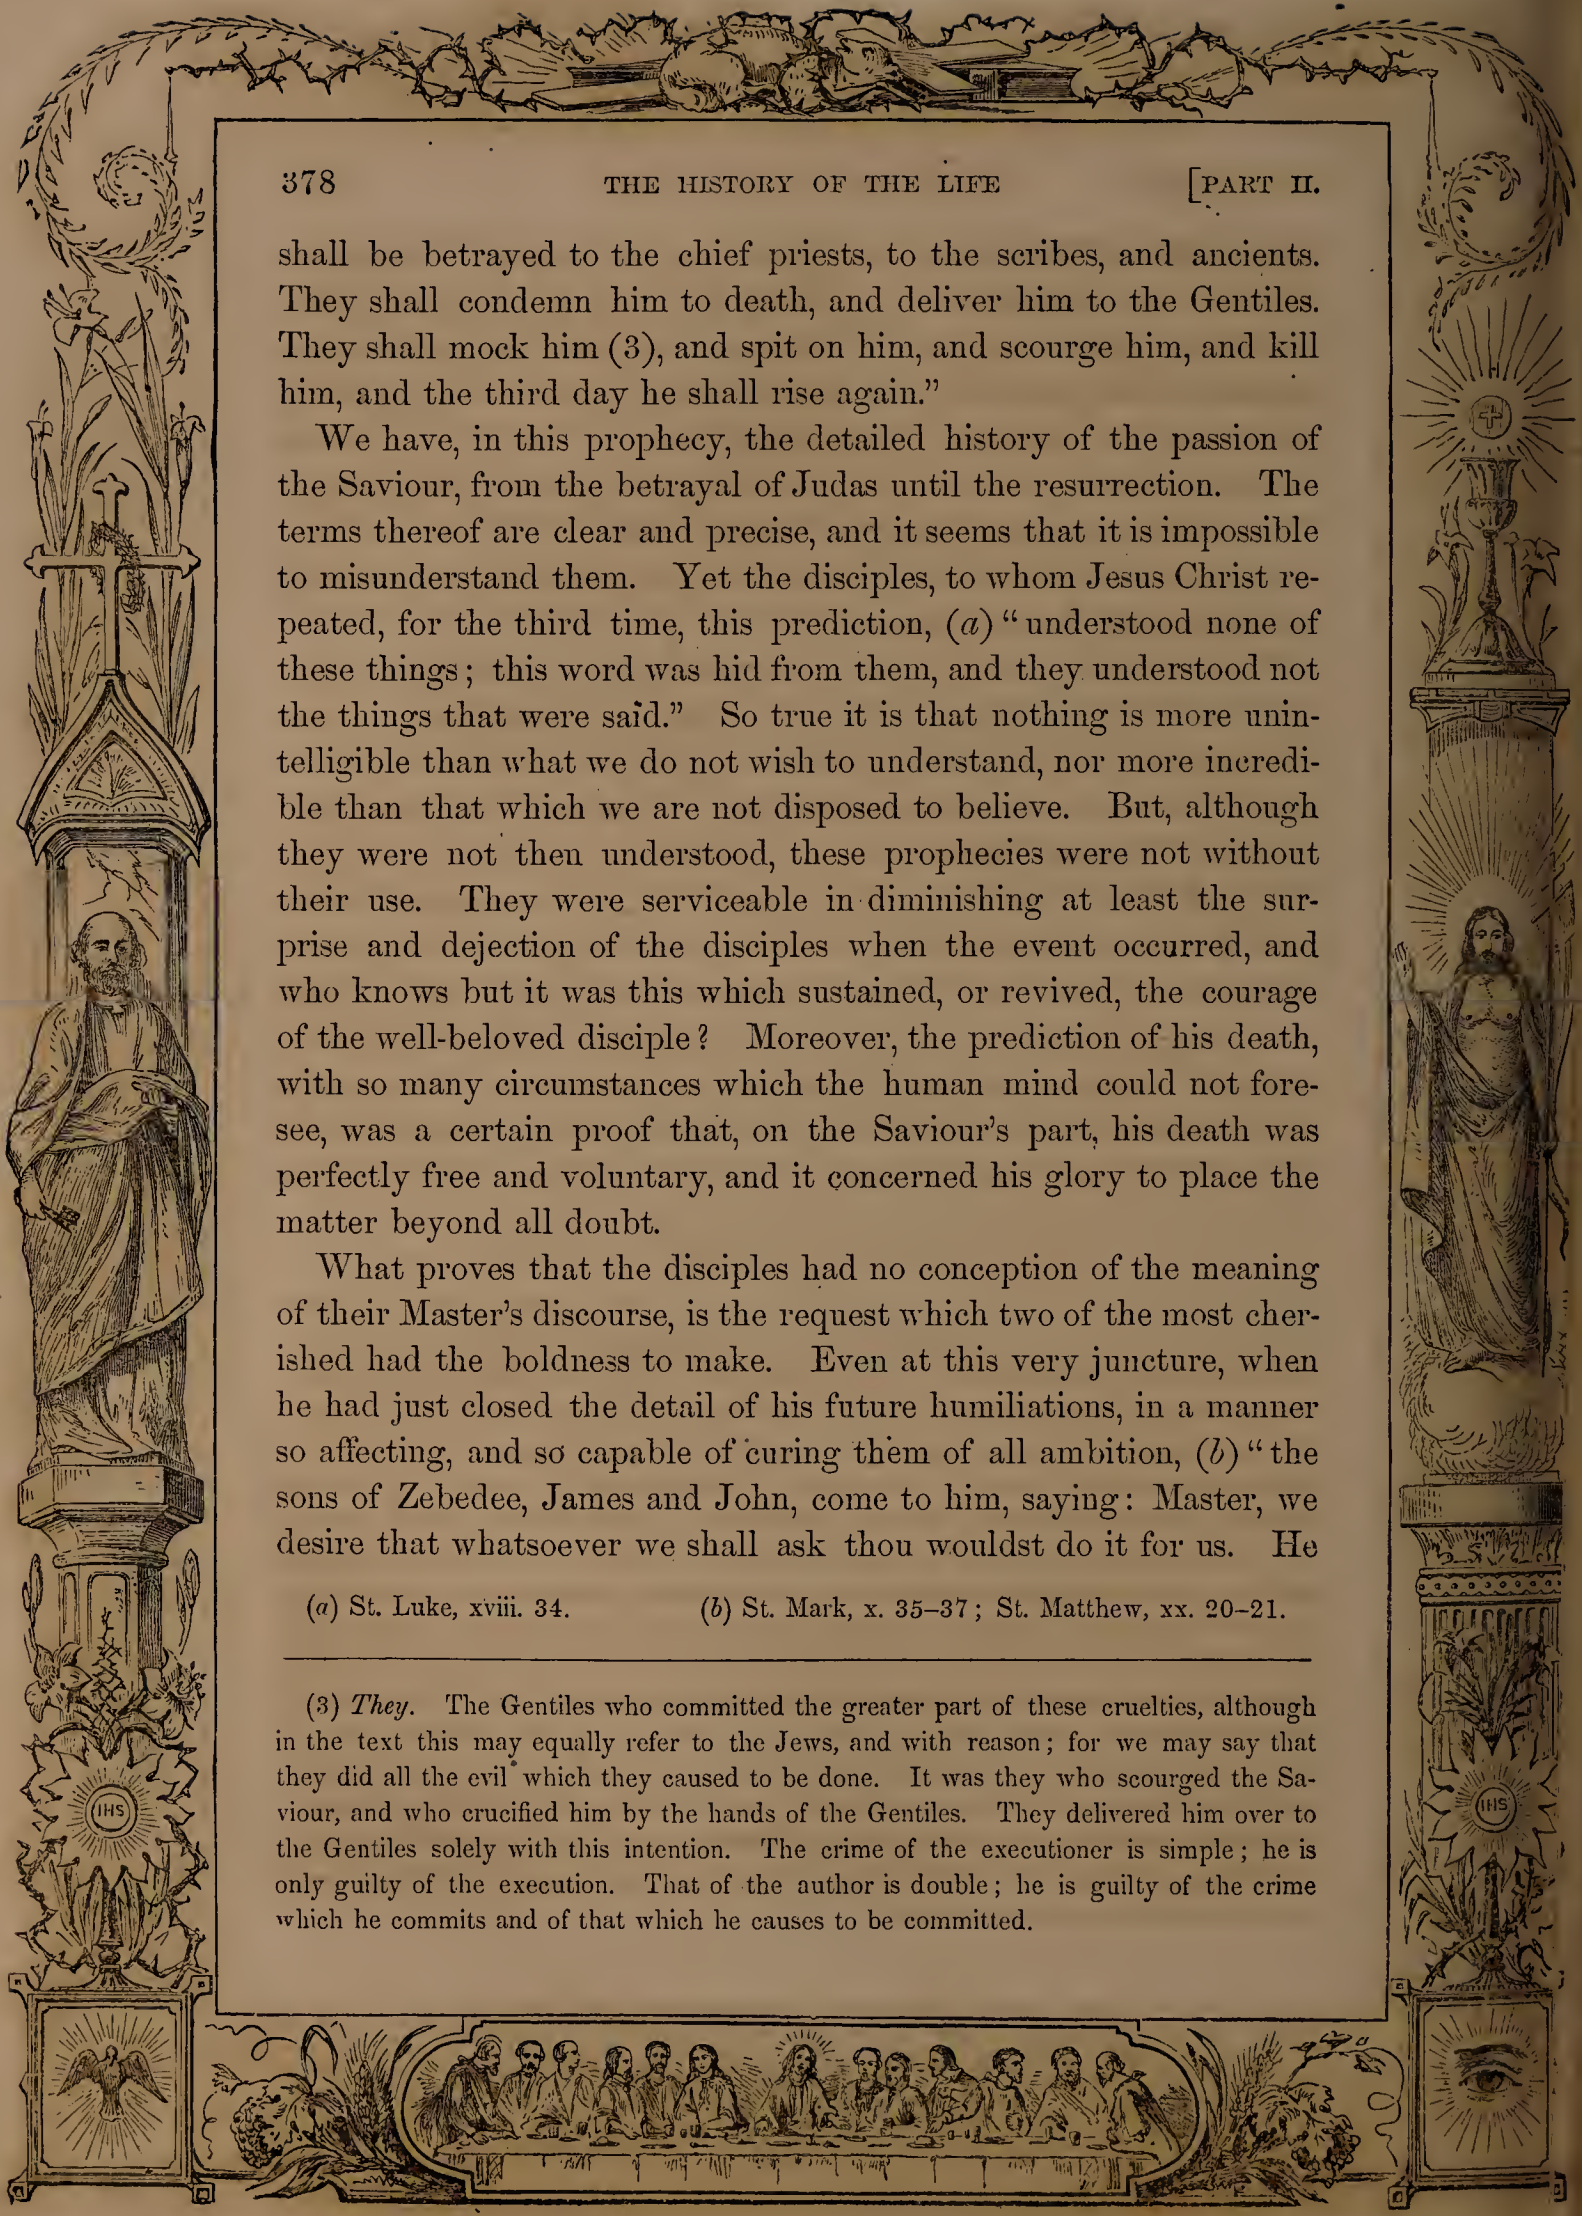 378 THE HISTORY OF THE LIFE [PART II.
shall be betrayed to the chief priests, to the scribes, and ancients.
They shall condemn him to death, and deliver him to the Gentiles.
They shall mock him (3), and spit on him, and scourge him, and kill
him, and the third day he shall rise again.”
We have, in this prophecy, the detailed history of the passion of
the Saviour, from the betrayal of Judas until the resurrection. The
terms thereof are clear and precise, and it seems that it is impossible
to misunderstand them. Yet the disciples, to whom Jesus Christ re-
peated, for the third time, this prediction, (a) “understood none of
these things; this word was hid from them, and they understood not
the things that were said.” So true it is that nothing is more unin-
telligible than what we do not wish to understand, nor more incredi-
ble than that which we are not disposed to believe. But, although
they were not then understood, these prophecies were not without
their use. They were serviceable in diminishing at least the sur-
prise and dejection of the disciples when the event occurred, and
who knows but it was this which sustained, or revived, the courage
of the well-beloved disciple? Moreover, the prediction of his death,
with so many circumstances which the human mind could not fore-
see, was a certain proof that, on the Saviour’s part, his death was
perfectly free and voluntary, and it concerned his glory to place the
matter beyond all doubt.
What proves that the disciples had no conception of the meaning
of their Master’s discourse, is the request which two of the most cher-
ished had the boldness to make. Even at this very juncture, when
he had just closed the detail of his future humiliations, in a manner
so affecting, and so capable of curing them of all ambition, (b) “the
sons of Zebedee, James and John, come to him, saying: Master, we
desire that whatsoever we shall ask thou wouldst do it for us. He
(a) St. Luke, xviii. 34. (b) St. Mark, x. 35–37; St. Matthew, xx. 20–21.
(3) They. The Gentiles who committed the greater part of these cruelties, although
in the text this may equally refer to the Jews, and with reason; for we may say that
they did all the evil which they caused to be done. It was they who scourged the Sa-
viour, and who crucified him by the hands of the Gentiles. They delivered him over to
the Gentiles solely with this intention. The crime of the executioner is simple; he is
only guilty of the execution. That of the author is double; he is guilty of the crime
which he commits and of that which he causes to be committed.
IHS
IHS